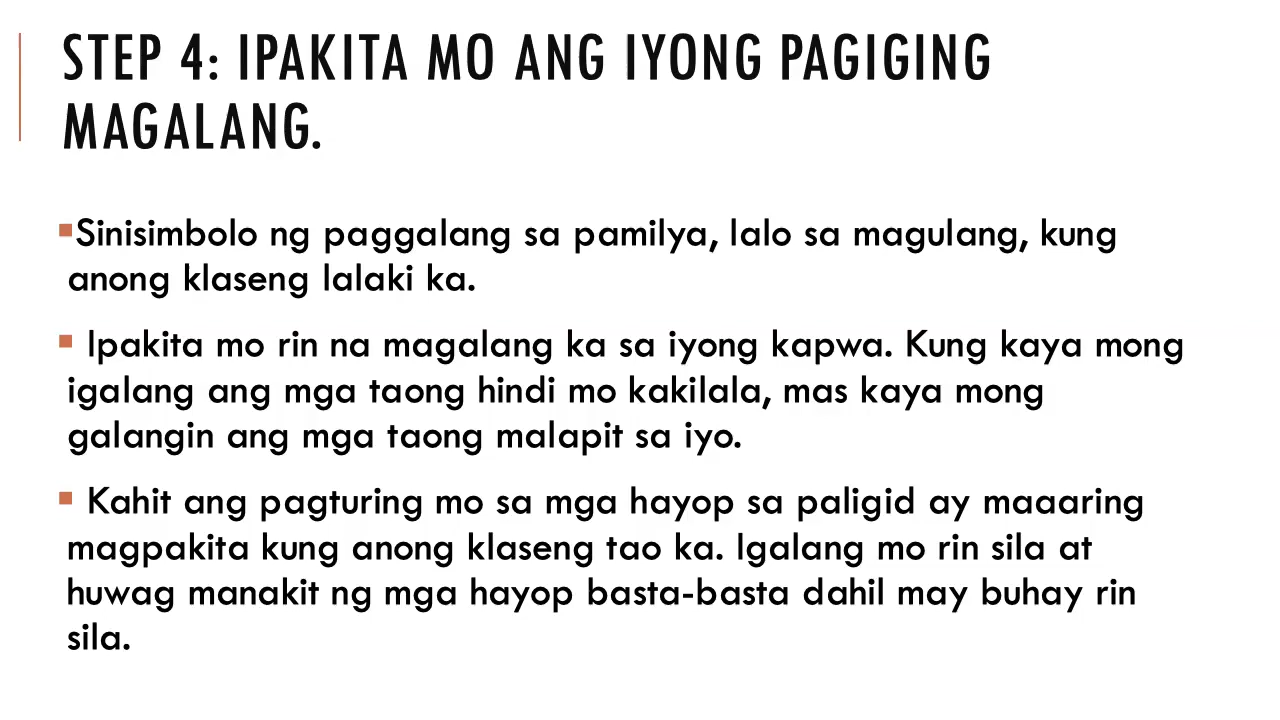 STEP 4: IPAKITA MO ANG IYONG PAGIGING
MAGALANG.
▪Sinisimbolo ng paggalang sa pamilya, lalo sa magulang, kung
anong klaseng lalaki ka.
▪ Ipakita mo rin na magalang ka sa iyong kapwa. Kung kaya mong
igalang ang mga taong hindi mo kakilala, mas kaya mong
galangin ang mga taong malapit sa iyo.
▪ Kahit ang pagturing mo sa mga hayop sa paligid ay maaaring
magpakita kung anong klaseng tao ka. Igalang mo rin sila at
huwag manakit ng mga hayop basta-basta dahil may buhay rin
sila.